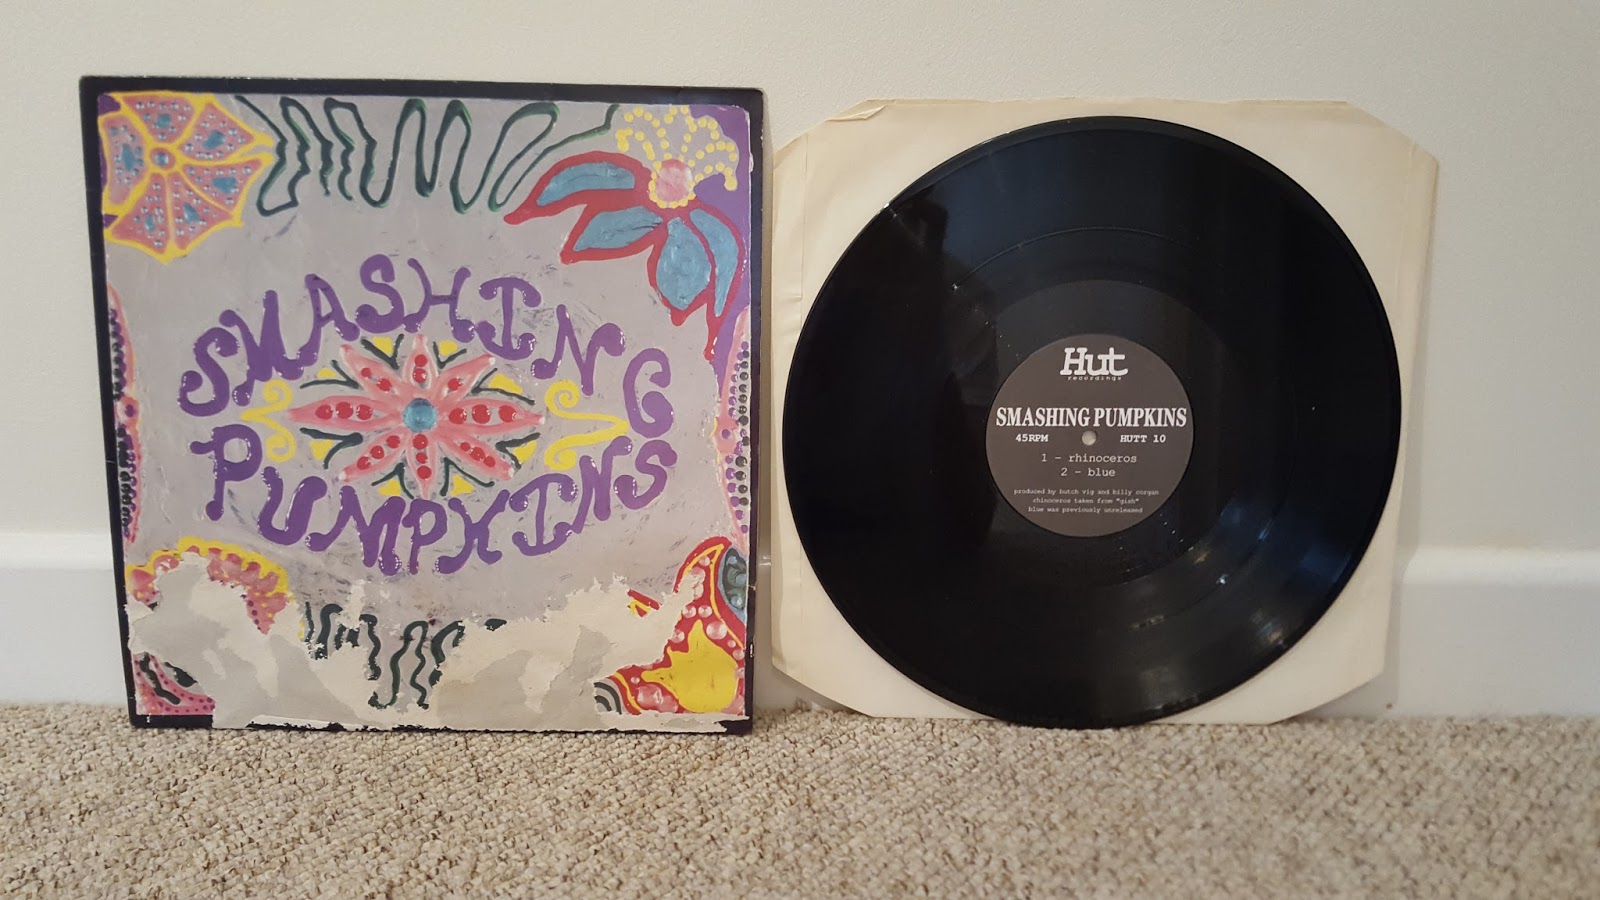 SMASHING
PUMPKINS
Hut
recordings
SMASHING PUMPKINS
45RPM HUTT 10
1 - rhinoceros
2 - blue
produced by butch vig and billy corgan
rhinoceros taken from "gish"
blue was previously unreleased